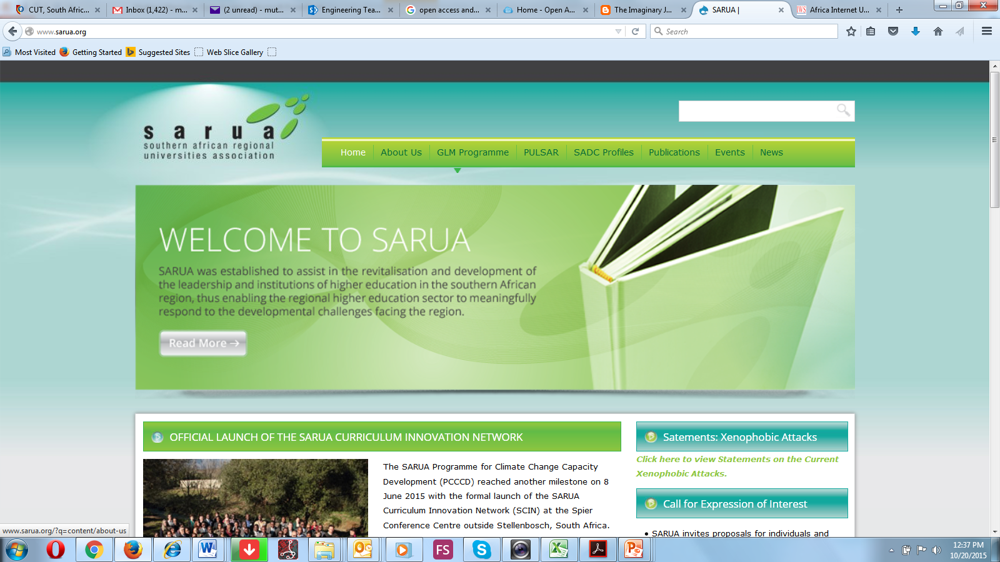 CUT, South Afric...
Inbox (1,422) - m...
(2 unread) - mut...
Engineering Tea...
open access and...
Home - Open A...
The Imaginary J...
SARUA |
WS
Africa Internet U...
www.sarua.org
Search
Most Visited
Getting Started
Suggested Sites
Web Slice Gallery
sarua
southern african regional
universities association
Home
About Us
GLM Programme
PULSAR
SADC Profiles
Publications
Events
News
WELCOME TO SARUA
SARUA was established to assist in the revitalisation and development of
the leadership and institutions of higher education in the southern African
region, thus enabling the regional higher education sector to meaningfully
respond to the developmental challenges facing the region.
Read More →
OFFICIAL LAUNCH OF THE SARUA CURRICULUM INNOVATION NETWORK
The SARUA Programme for Climate Change Capacity
Development (PCCCD) reached another milestone on 8
June 2015 with the formal launch of the SARUA
Curriculum Innovation Network (SCIN) at the Spier
Conference Centre outside Stellenbosch, South Africa.
Satements: Xenophobic Attacks
Click here to view Statements on the Current
Xenophobic Attacks.
Call for Expression of Interest
• SARUA invites proposals for individuals and
www.sarua.org/?q=content/about-us
FS
12:37 PM
10/20/2015